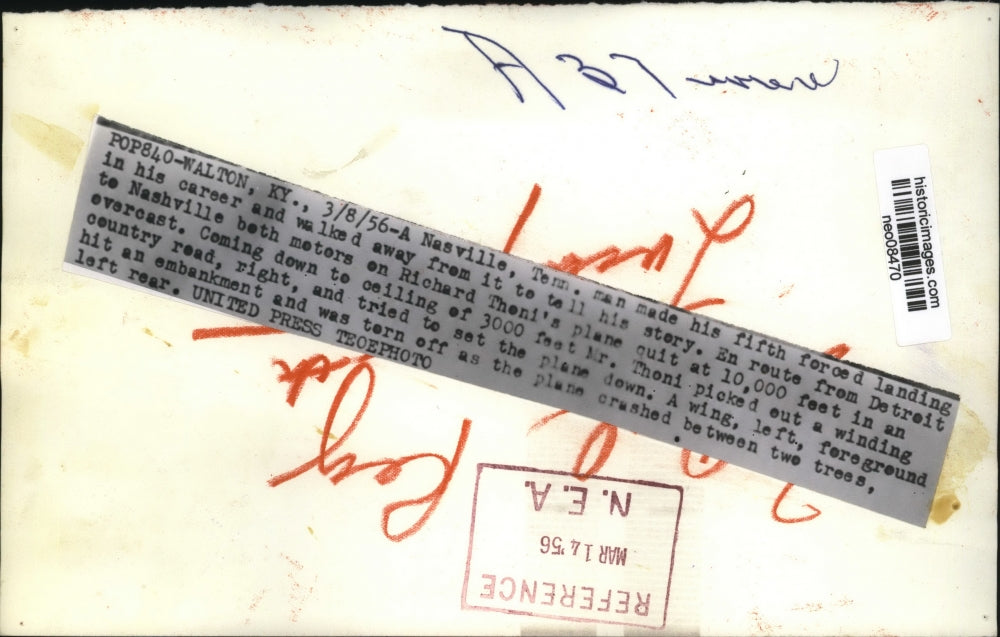 POP840-WALTON, KY., 3/8/56-A Nasville, Tenn. man made his fifth forced landing
in his career and walked away from it to tell his story. En route from Detroit
to Nashville both motors on Richard Thoni's plane quit at 10,000 feet in an
overcast. Coming down to ceiling of 3000 feet Mr. Thoni picked out a winding
country road, right, and tried to set the plane down. A wing, left, foreground
hit an embankment and was torn off as the plane crashed between two trees,
left rear. UNITED PRESS TEOEPHOTO
historicimages.com
neo08470
REFERENCE
MAR 14 '56
N.E.A.